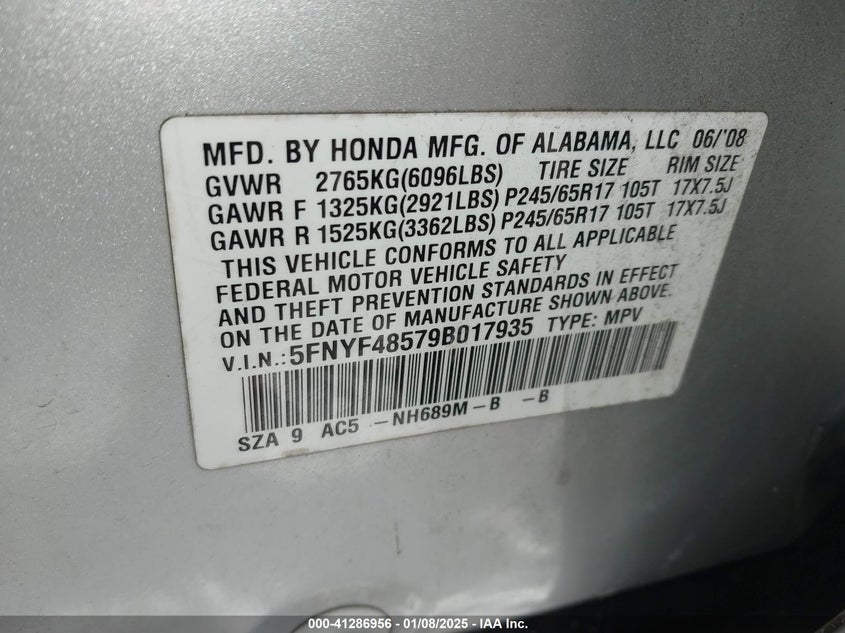 MFD. BY HONDA MFG. OF ALABAMA, LLC 06/'08
GVWR 2765KG(6096LBS) TIRE SIZE RIM SIZE
GAWR F 1325KG(2921LBS) P245/65R17 105T 17X7.5J
GAWR R 1525KG(3362LBS) P245/65R17 105T 17X7.5J
THIS VEHICLE CONFORMS TO ALL APPLICABLE
FEDERAL MOTOR VEHICLE SAFETY
AND THEFT PREVENTION STANDARDS IN EFFECT
ON THE DATE OF MANUFACTURE SHOWN ABOVE.
V.I.N.: 5FNYF48579B017935 TYPE: MPV
SZA 9 AC5 -NH689M-B -B
000-41286956 - 01/08/2025 - IAA Inc.